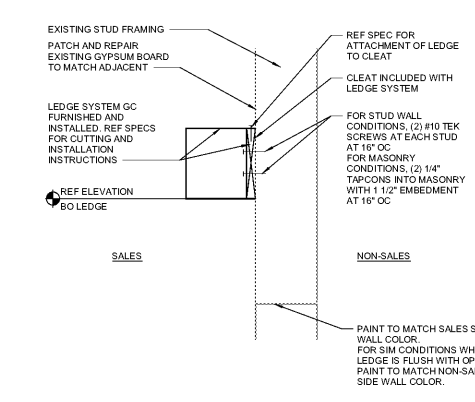 EXISTING STUD FRAMING
PATCH AND REPAIR
EXISTING GYPSUM BOARD
TO MATCH ADJACENT
LEDGE SYSTEM GC
FURNISHED AND
INSTALLED. REF SPECS
FOR CUTTING AND
INSTALLATION
INSTRUCTIONS
REF ELEVATION
BO LEDGE
SALES
REF SPEC FOR
ATTACHMENT OF LEDGE
TO CLEAT
CLEAT INCLUDED WITH
LEDGE SYSTEM
FOR STUD WALL
CONDITIONS, (2) #10 TEK
SCREWS AT EACH STUD
AT 16" OC
FOR MASONRY
CONDITIONS, (2) 1/4"
TAPCONS INTO MASONRY
WITH 1 1/2" EMBEDMENT
AT 16" OC
NON-SALES
PAINT TO MATCH SALES S
WALL COLOR.
FOR SIM CONDITIONS WH
LEDGE IS FLUSH WITH OP
PAINT TO MATCH NON-SA
SIDE WALL COLOR.